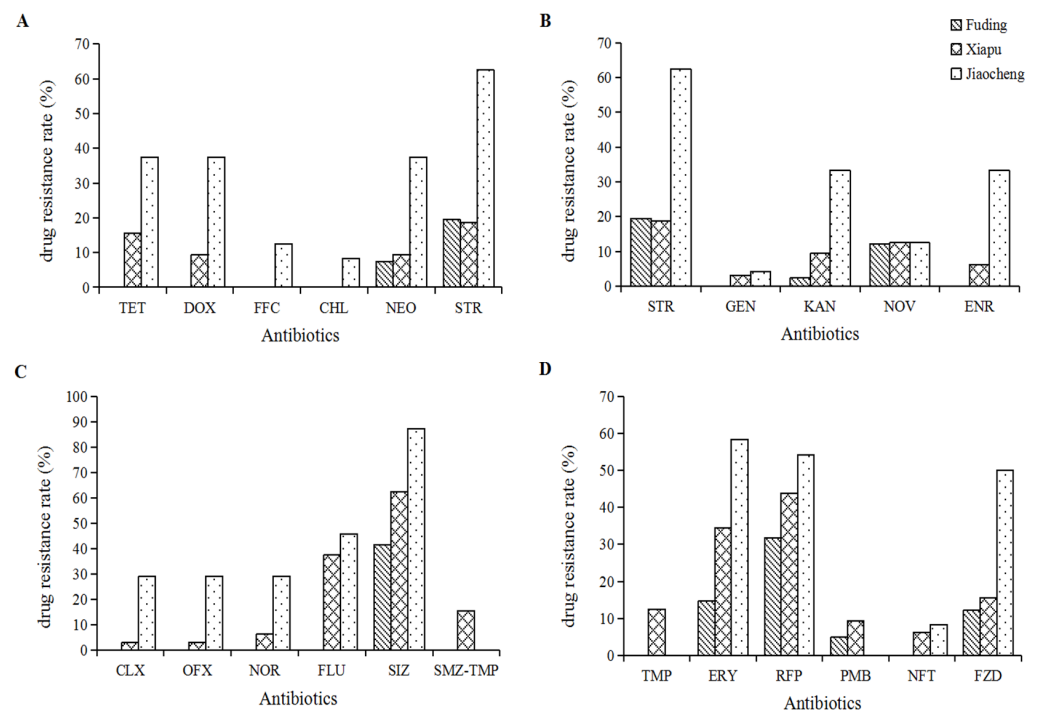 A
drug resistance rate (%)
70
60
50
40
30
20
10
0
TET DOX FFC CHL NEO STR
Antibiotics
B
Fuding
Xiapu
Jiaocheng
drug resistance rate (%)
70
60
50
40
30
20
10
0
STR GEN KAN NOV ENR
Antibiotics
C
drug resistance rate (%)
100
90
80
70
60
50
40
30
20
10
0
CLX OFX NOR FLU SIZ SMZ-TMP
Antibiotics
D
drug resistance rate (%)
70
60
50
40
30
20
10
0
TMP ERY RFP PMB NFT FZD
Antibiotics